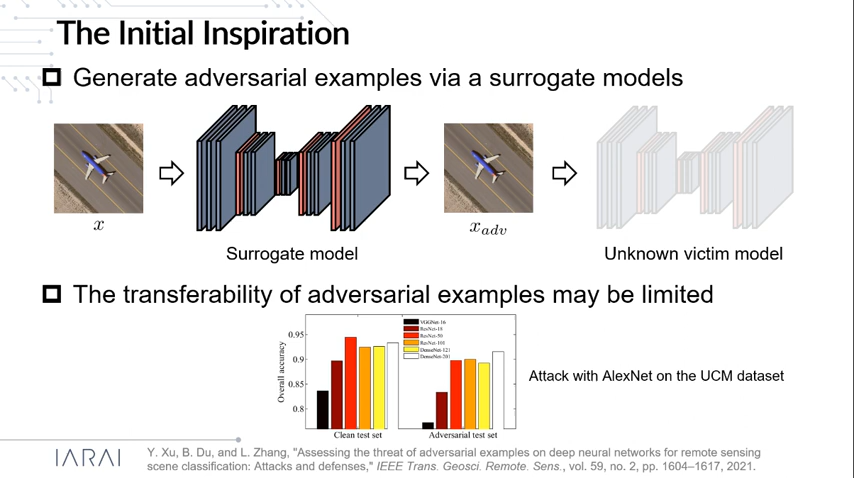 The Initial Inspiration
Generate adversarial examples via a surrogate models
x
Surrogate model
x_adv
Unknown victim model
The transferability of adversarial examples may be limited
Overall accuracy
0.95
0.9
0.85
0.8
VGGNet-16
ResNet-18
ResNet-50
ResNet-101
DenseNet-121
DenseNet-201
Clean test set
Adversarial test set
Attack with AlexNet on the UCM dataset
IARAI
Y. Xu, B. Du, and L. Zhang, "Assessing the threat of adversarial examples on deep neural networks for remote sensing
scene classification: Attacks and defenses," IEEE Trans. Geosci. Remote. Sens., vol. 59, no. 2, pp. 1604–1617, 2021.